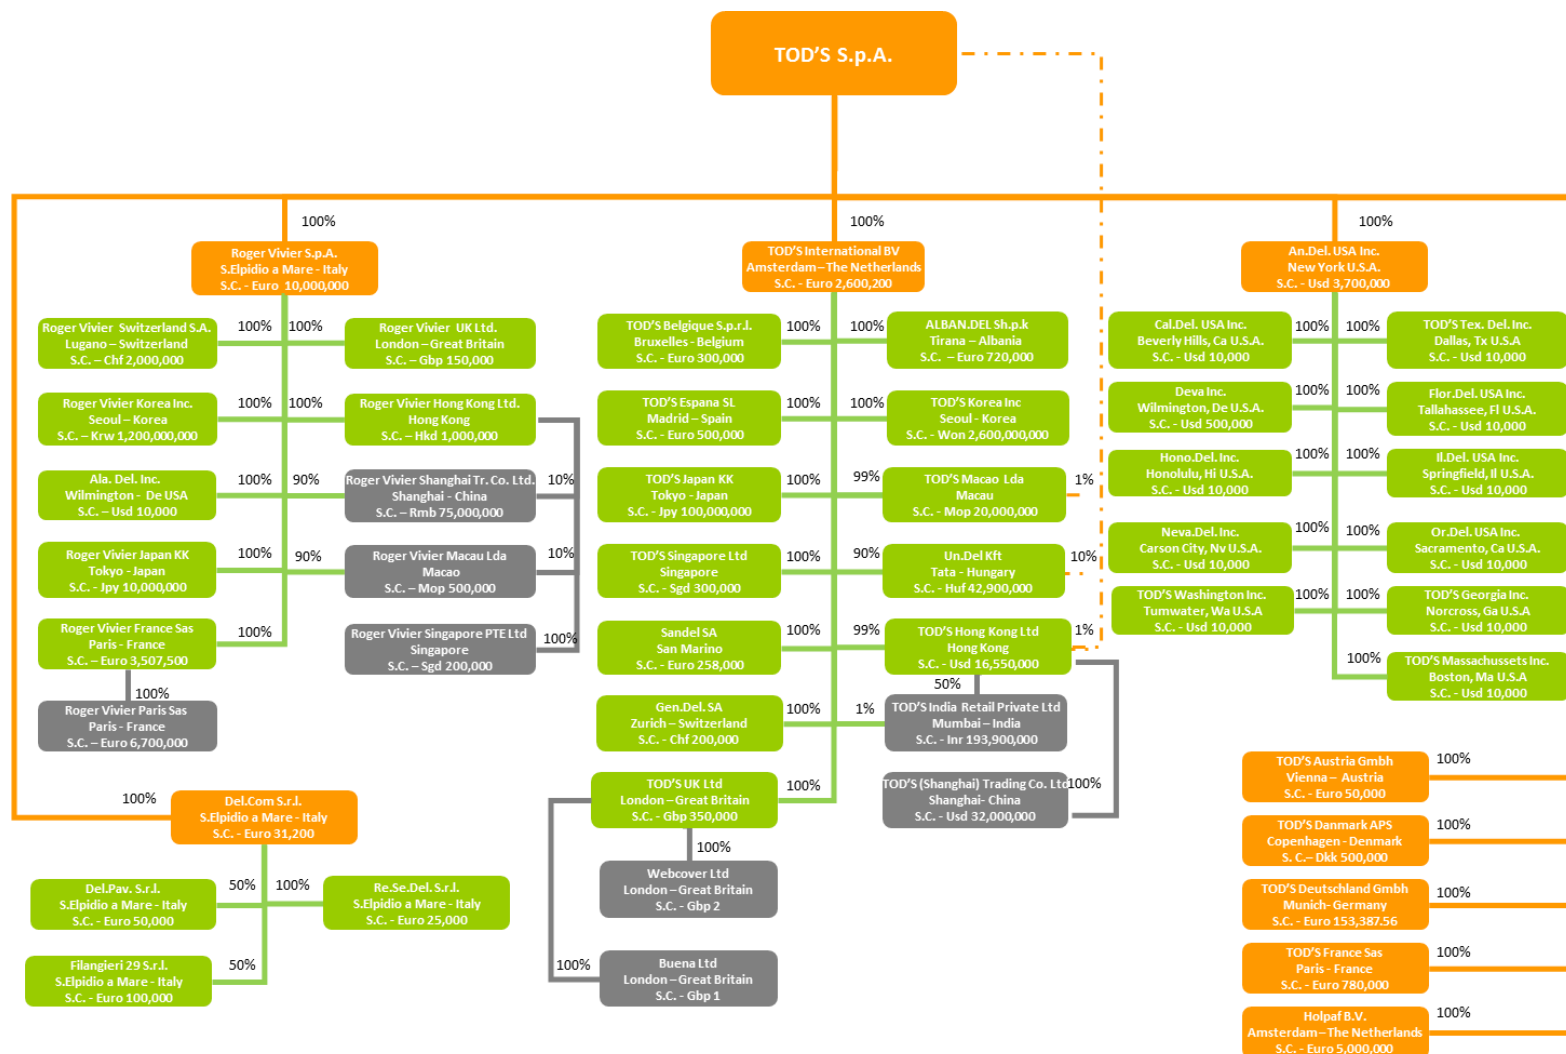 TOD'S S.p.A.
100%
100%
100%
Roger Vivier S.p.A.
S.Elpidio a Mare - Italy
S.C. - Euro 10,000,000
TOD'S International BV
Amsterdam – The Netherlands
S.C. - Euro 2,600,200
An.Del. USA Inc.
New York U.S.A.
S.C. - Usd 3,700,000
Roger Vivier Switzerland S.A.
Lugano – Switzerland
S.C. – Chf 2,000,000
100%
100%
Roger Vivier UK Ltd.
London – Great Britain
S.C. – Gbp 150,000
Roger Vivier Korea Inc.
Seoul – Korea
S.C. – Krw 1,200,000,000
100%
100%
Roger Vivier Hong Kong Ltd.
Hong Kong
S.C. – Hkd 1,000,000
Ala. Del. Inc.
Wilmington - De USA
S.C. – Usd 10,000
100%
90%
Roger Vivier Shanghai Tr. Co. Ltd.
Shanghai - China
S.C. – Rmb 75,000,000
10%
Roger Vivier Japan KK
Tokyo - Japan
S.C. - Jpy 10,000,000
100%
90%
Roger Vivier Macau Lda
Macao
S.C. – Mop 500,000
10%
Roger Vivier France Sas
Paris - France
S.C. – Euro 3,507,500
100%
Roger Vivier Singapore PTE Ltd
Singapore
S.C. – Sgd 200,000
100%
100%
Roger Vivier Paris Sas
Paris - France
S.C. – Euro 6,700,000
100%
Del.Com S.r.l.
S.Elpidio a Mare - Italy
S.C. - Euro 31,200
Del.Pav. S.r.l.
S.Elpidio a Mare - Italy
S.C. - Euro 50,000
50%
100%
Re.Se.Del. S.r.l.
S.Elpidio a Mare - Italy
S.C. - Euro 25,000
Filangieri 29 S.r.l.
S.Elpidio a Mare - Italy
S.C. - Euro 100,000
50%
TOD'S Belgique S.p.r.l.
Bruxelles - Belgium
S.C. - Euro 300,000
100%
100%
ALBAN.DEL Sh.p.k
Tirana – Albania
S.C. – Euro 720,000
TOD'S Espana SL
Madrid – Spain
S.C. - Euro 500,000
100%
100%
TOD'S Korea Inc
Seoul - Korea
S.C. - Won 2,600,000,000
TOD'S Japan KK
Tokyo - Japan
S.C. - Jpy 100,000,000
100%
99%
TOD'S Macao Lda
Macau
S.C. - Mop 20,000,000
1%
TOD'S Singapore Ltd
Singapore
S.C. - Sgd 300,000
100%
90%
Un.Del Kft
Tata - Hungary
S.C. - Huf 42,900,000
10%
Sandel SA
San Marino
S.C. - Euro 258,000
100%
99%
TOD'S Hong Kong Ltd
Hong Kong
S.C. - Usd 16,550,000
1%
50%
Gen.Del. SA
Zurich – Switzerland
S.C. - Chf 200,000
100%
1%
TOD'S India Retail Private Ltd
Mumbai – India
S.C. - Inr 193,900,000
TOD'S UK Ltd
London – Great Britain
S.C. - Gbp 350,000
100%
TOD'S (Shanghai) Trading Co. Ltd
Shanghai- China
S.C. - Usd 32,000,000
100%
100%
Webcover Ltd
London – Great Britain
S.C. - Gbp 2
100%
Buena Ltd
London – Great Britain
S.C. - Gbp 1
Cal.Del. USA Inc.
Beverly Hills, Ca U.S.A.
S.C. - Usd 10,000
100%
100%
TOD'S Tex. Del. Inc.
Dallas, Tx U.S.A
S.C. - Usd 10,000
Deva Inc.
Wilmington, De U.S.A.
S.C. - Usd 500,000
100%
100%
Flor.Del. USA Inc.
Tallahassee, Fl U.S.A.
S.C. - Usd 10,000
Hono.Del. Inc.
Honolulu, Hi U.S.A.
S.C. - Usd 10,000
100%
100%
Il.Del. USA Inc.
Springfield, Il U.S.A.
S.C. - Usd 10,000
Neva.Del. Inc.
Carson City, Nv U.S.A.
S.C. - Usd 10,000
100%
100%
Or.Del. USA Inc.
Sacramento, Ca U.S.A.
S.C. - Usd 10,000
TOD'S Washington Inc.
Tumwater, Wa U.S.A
S.C. - Usd 10,000
100%
100%
TOD'S Georgia Inc.
Norcross, Ga U.S.A
S.C. - Usd 10,000
100%
TOD'S Massachussets Inc.
Boston, Ma U.S.A
S.C. - Usd 10,000
TOD'S Austria Gmbh
Vienna – Austria
S.C. - Euro 50,000
100%
TOD'S Danmark APS
Copenhagen - Denmark
S. C.– Dkk 500,000
100%
TOD'S Deutschland Gmbh
Munich- Germany
S.C. - Euro 153,387.56
100%
TOD'S France Sas
Paris - France
S.C. - Euro 780,000
100%
Holpaf B.V.
Amsterdam – The Netherlands
S.C. - Euro 5,000,000
100%